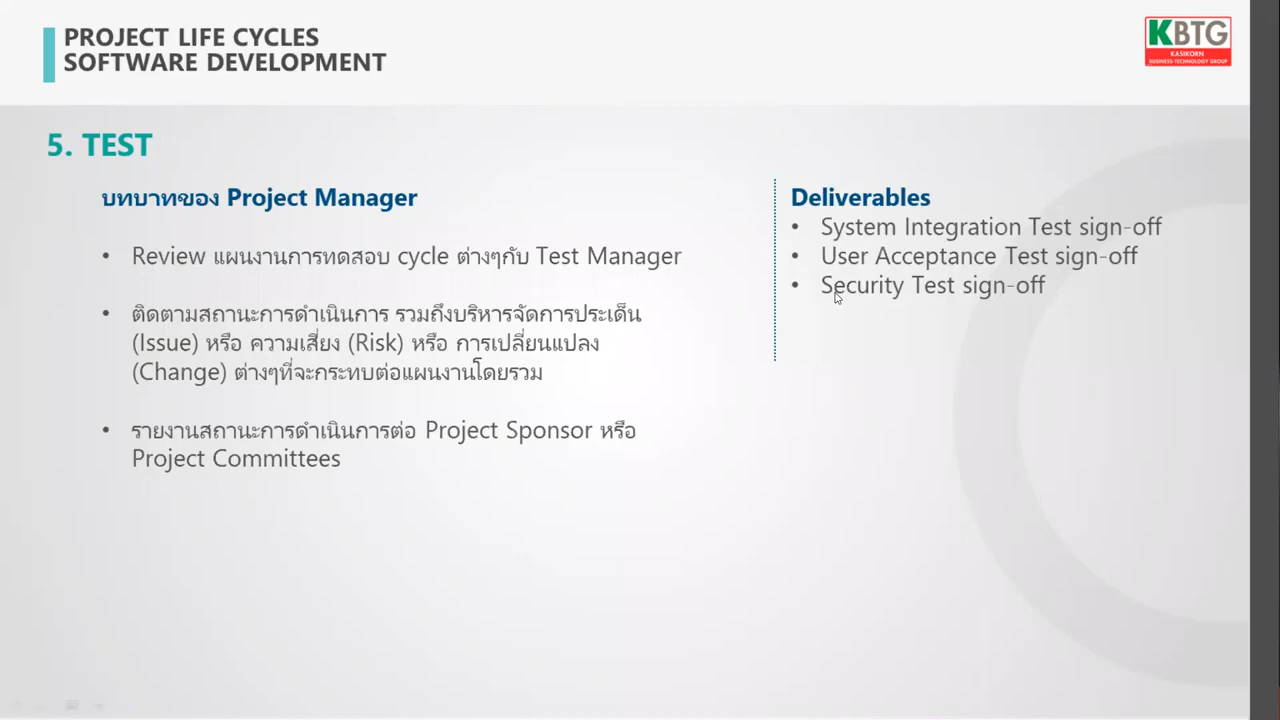 PROJECT LIFE CYCLES
SOFTWARE DEVELOPMENT
KBTG
KASIKORN
BUSINESS-TECHNOLOGY GROUP
5. TEST
บทบาทของ Project Manager
• Review แผนงานการทดสอบ cycle ต่างๆกับ Test Manager
• ติดตามสถานะการดำเนินการ รวมถึงบริหารจัดการประเด็น
(Issue) หรือ ความเสี่ยง (Risk) หรือ การเปลี่ยนแปลง
(Change) ต่างๆที่จะกระทบต่อแผนงานโดยรวม
• รายงานสถานะการดำเนินการต่อ Project Sponsor หรือ
Project Committees
Deliverables
• System Integration Test sign-off
• User Acceptance Test sign-off
• Security Test sign-off